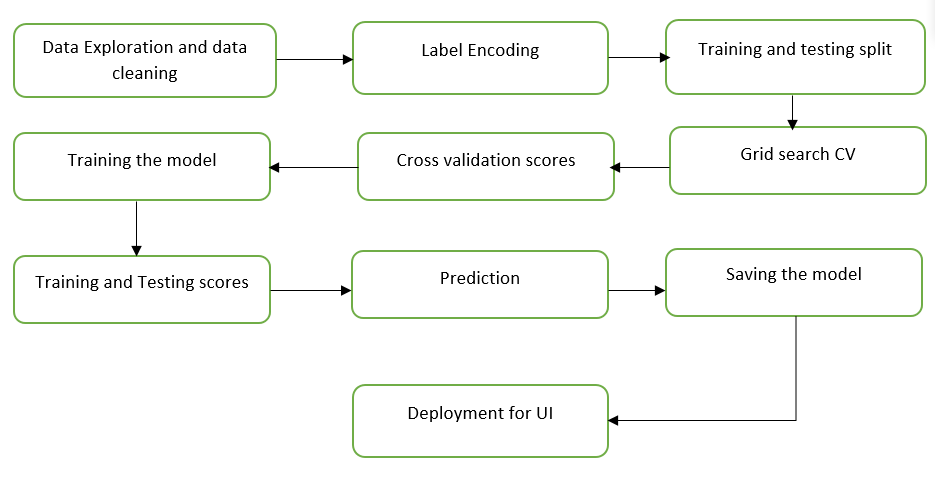 Data Exploration and data
cleaning
Label Encoding
Training and testing split
Grid search CV
Cross validation scores
Training the model
Training and Testing scores
Prediction
Saving the model
Deployment for UI